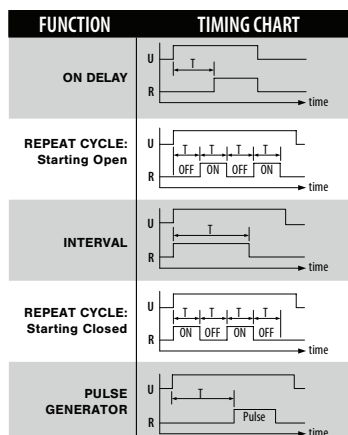 FUNCTION TIMING CHART
ON DELAY
U
T
R
time
REPEAT CYCLE:
Starting Open
U
T T T T
OFF ON OFF ON
R
time
INTERVAL
U
T
R
time
REPEAT CYCLE:
Starting Closed
U
T T T T
ON OFF ON OFF
R
time
PULSE
GENERATOR
U
T
Pulse
R
time